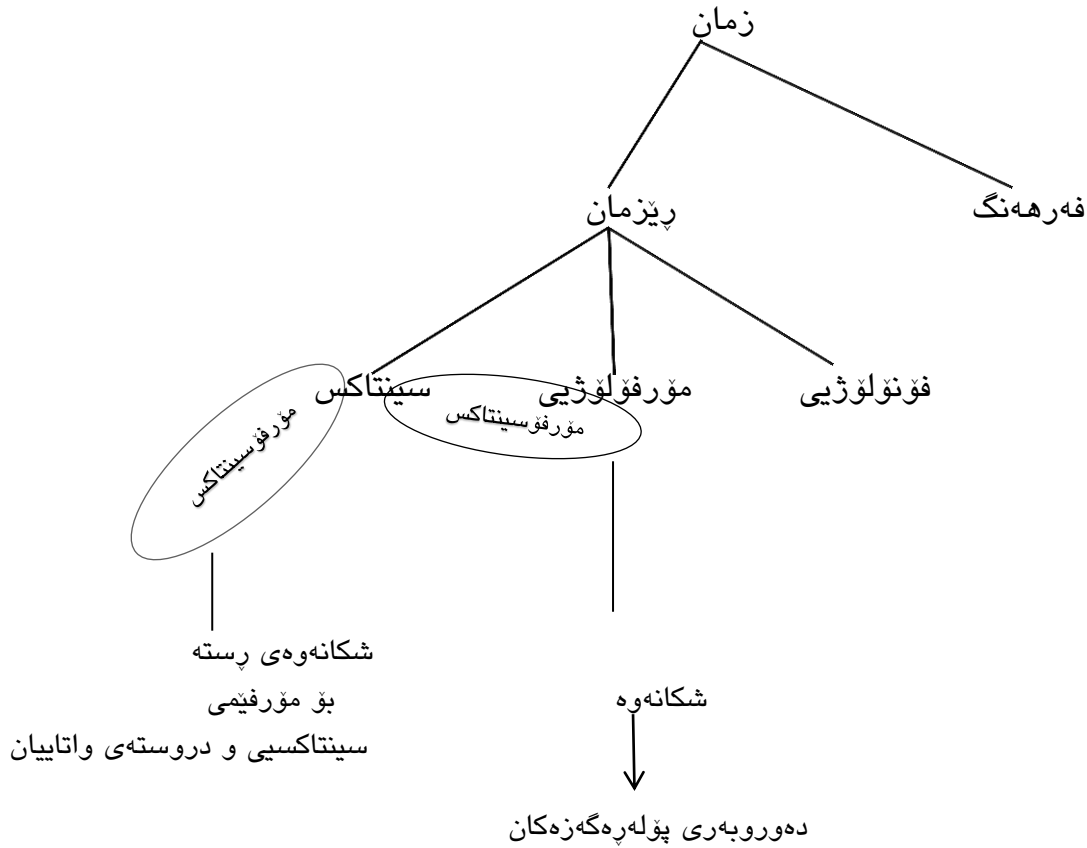 زمان
فەرهەنگ
ڕێزمان
فۆنۆلۆژیی
مۆرفۆلۆژیی
سینتاکس
مۆرفۆسینتاکس
مۆرفۆسینتاکس
شکانەوەی ڕستە
بۆ مۆرفێمی
سینتاکسیی و دروستەی واتاییان
شکانەوە
دەوروبەری پۆلەڕەگەزەکان